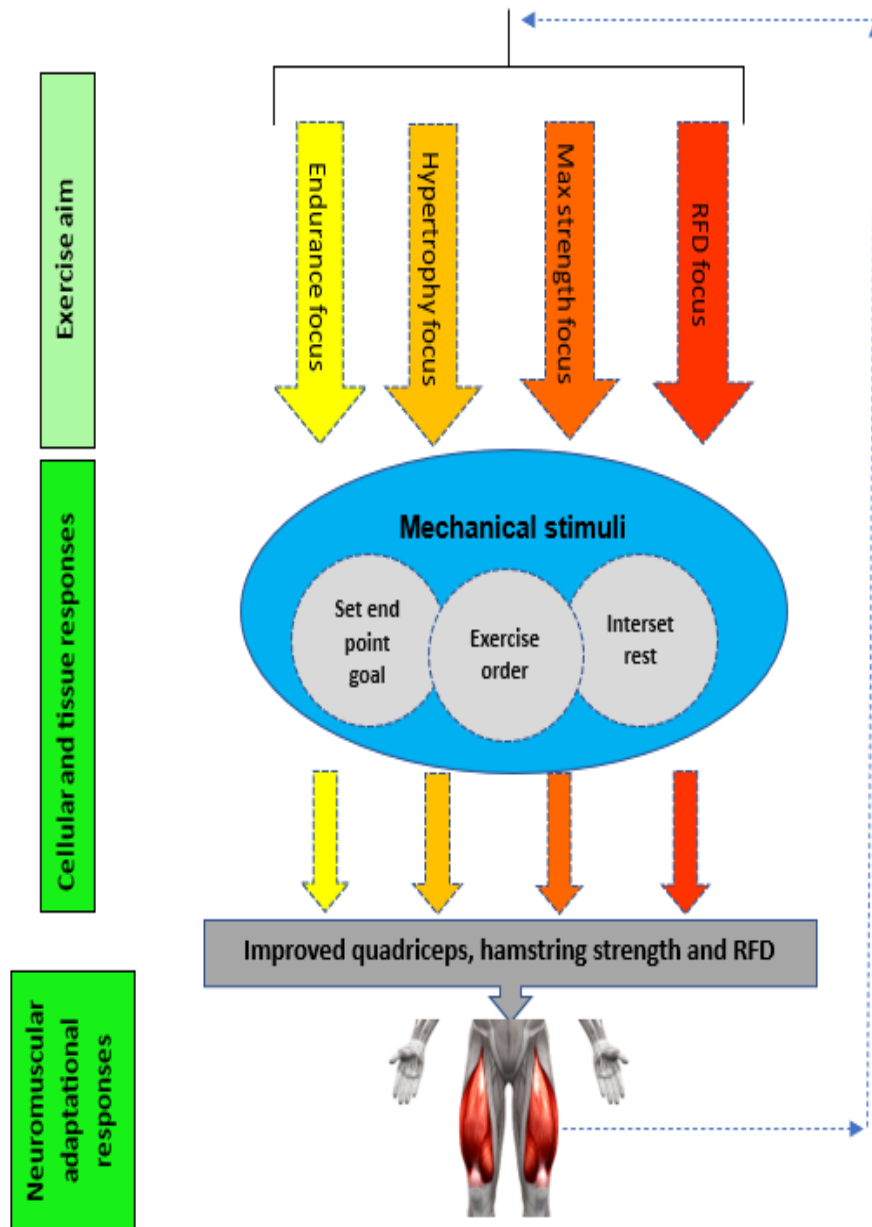 Exercise aim
Endurance focus
Hypertrophy focus
Max strength focus
RFD focus
Cellular and tissue responses
Mechanical stimuli
Set end
point
goal
Exercise
order
Interset
rest
Improved quadriceps, hamstring strength and RFD
Neuromuscular
adaptational
responses